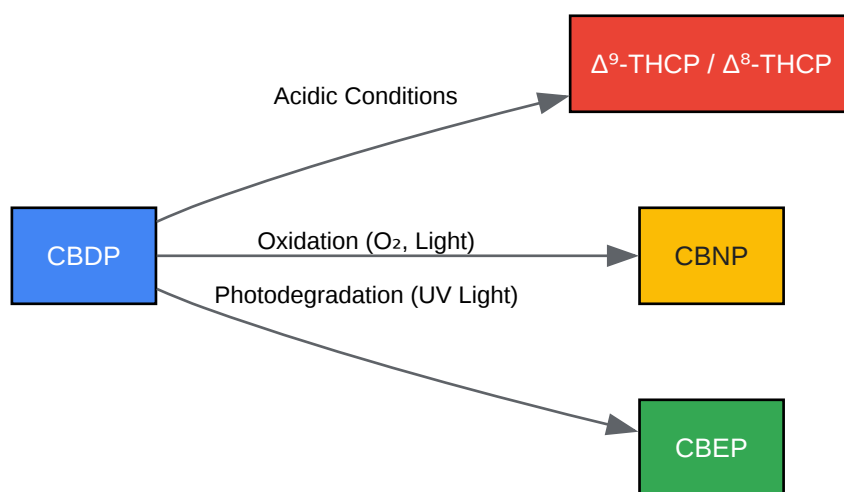 Δ⁹-THCP / Δ⁸-THCP
Acidic Conditions
CBDP
Oxidation (O₂, Light)
CBNP
Photodegradation (UV Light)
CBEP